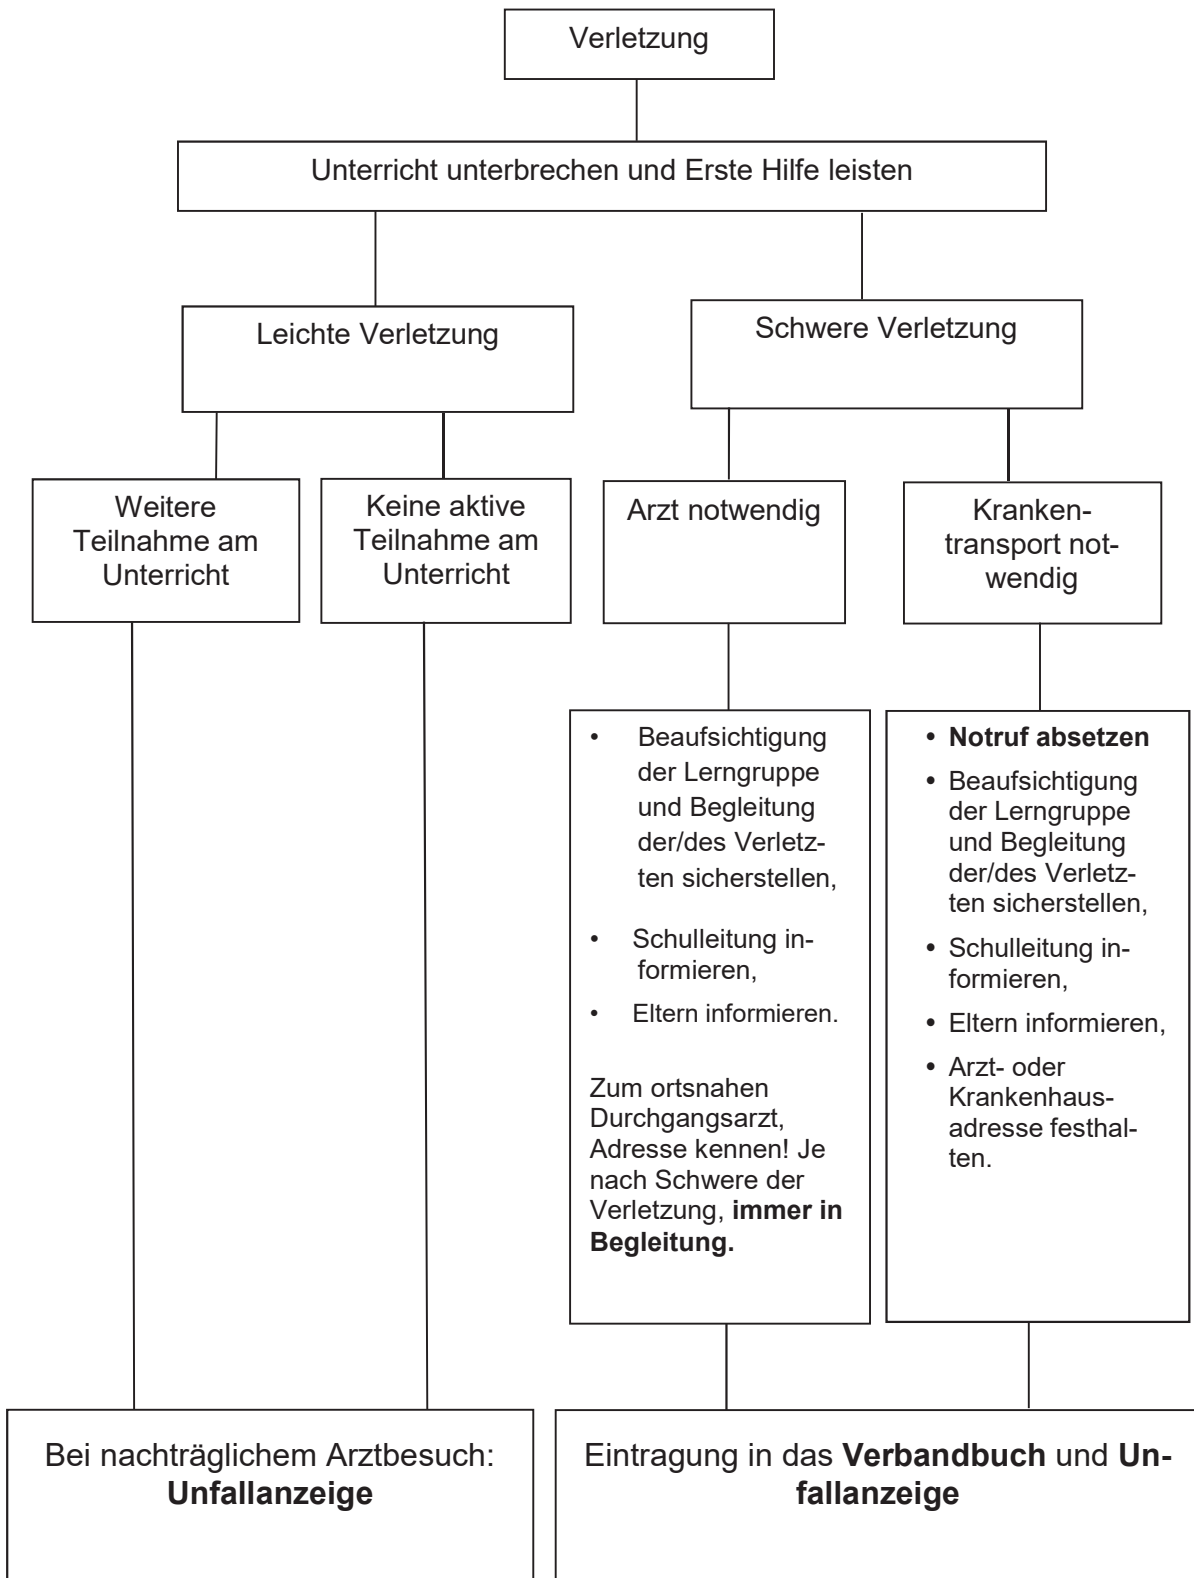 Verletzung
Unterricht unterbrechen und Erste Hilfe leisten
Leichte Verletzung
Schwere Verletzung
Weitere
Teilnahme am
Unterricht
Keine aktive
Teilnahme am
Unterricht
Arzt notwendig
Kranken-
transport not-
wendig
• Beaufsichtigung
der Lerngruppe
und Begleitung
der/des Verletz-
ten sicherstellen,
• Schulleitung in-
formieren,
• Eltern informieren.
Zum ortsnahen
Durchgangsarzt,
Adresse kennen! Je
nach Schwere der
Verletzung, immer in
Begleitung.
• Notruf absetzen
• Beaufsichtigung
der Lerngruppe
und Begleitung
der/des Verletz-
ten sicherstellen,
• Schulleitung in-
formieren,
• Eltern informieren,
• Arzt- oder
Krankenhaus-
adresse festhal-
ten.
Bei nachträglichem Arztbesuch:
Unfallanzeige
Eintragung in das Verbandbuch und Un-
fallanzeige